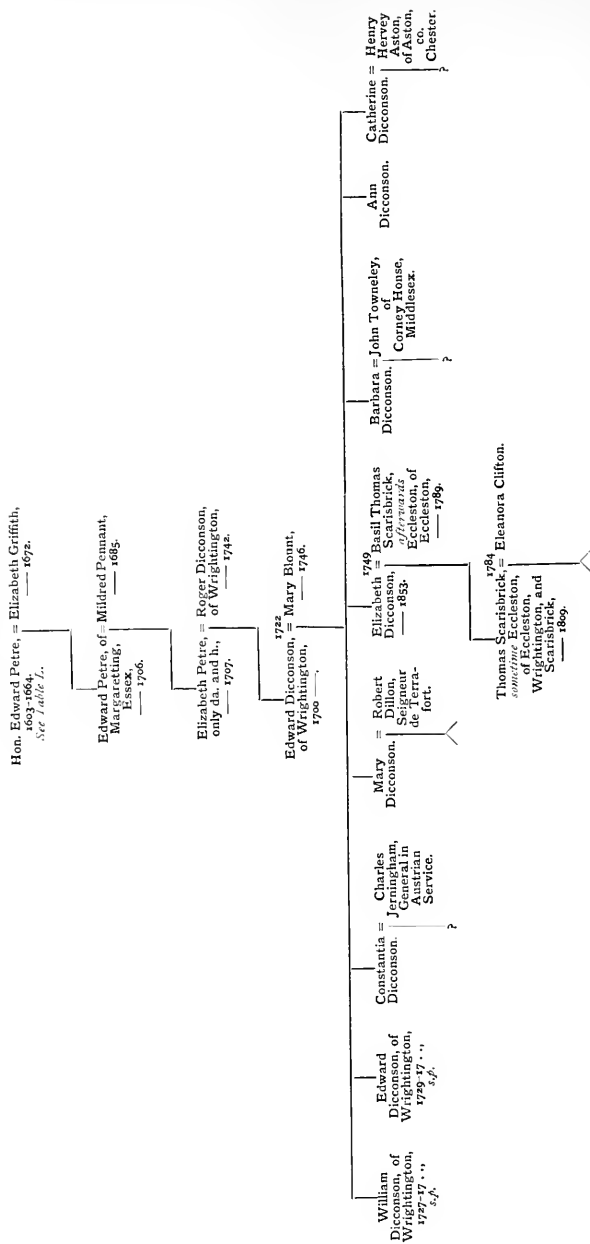 Hon. Edward Petre, = Elizabeth Griffith,
1603-1664.
—— 1672.
See Table I..
Edward Petre, of = Mildred Pennant,
Margaretting,
—— 1685.
Essex,
—— 1706.
Elizabeth Petre, = Roger Dicconson,
only da. and h.,
of Wrightington,
—— 1707.
—— 1742.
1722
Edward Dicconson, = Mary Blount,
of Wrightington,
—— 1746.
1700 ——.
William
Dicconson, of
Wrightington,
1727-17 . .,
s.p.
Edward
Dicconson, of
Wrightington,
1729-17 . .,
s.p.
Constantia =
Dicconson.
Charles
Jerningham,
General in
Austrian
Service.
?
Mary =
Dicconson.
Robert
Dillon,
Seigneur
de Terra-
fort.
1749
Elizabeth =
Dicconson,
—— 1853.
Basil Thomas
Scarisbrick,
afterwards
Eccleston, of
Eccleston,
—— 1789.
1784
Thomas Scarisbrick, = Eleanora Clifton.
sometime Eccleston,
of Eccleston,
Wrightington, and
Scarisbrick,
—— 1809.
Barbara =
Dicconson.
John Towneley,
of
Corney Honse,
Middlesex.
?
Ann
Dicconson.
Catherine =
Dicconson.
Henry
Hervey
Aston,
of Aston,
co.
Chester.
?